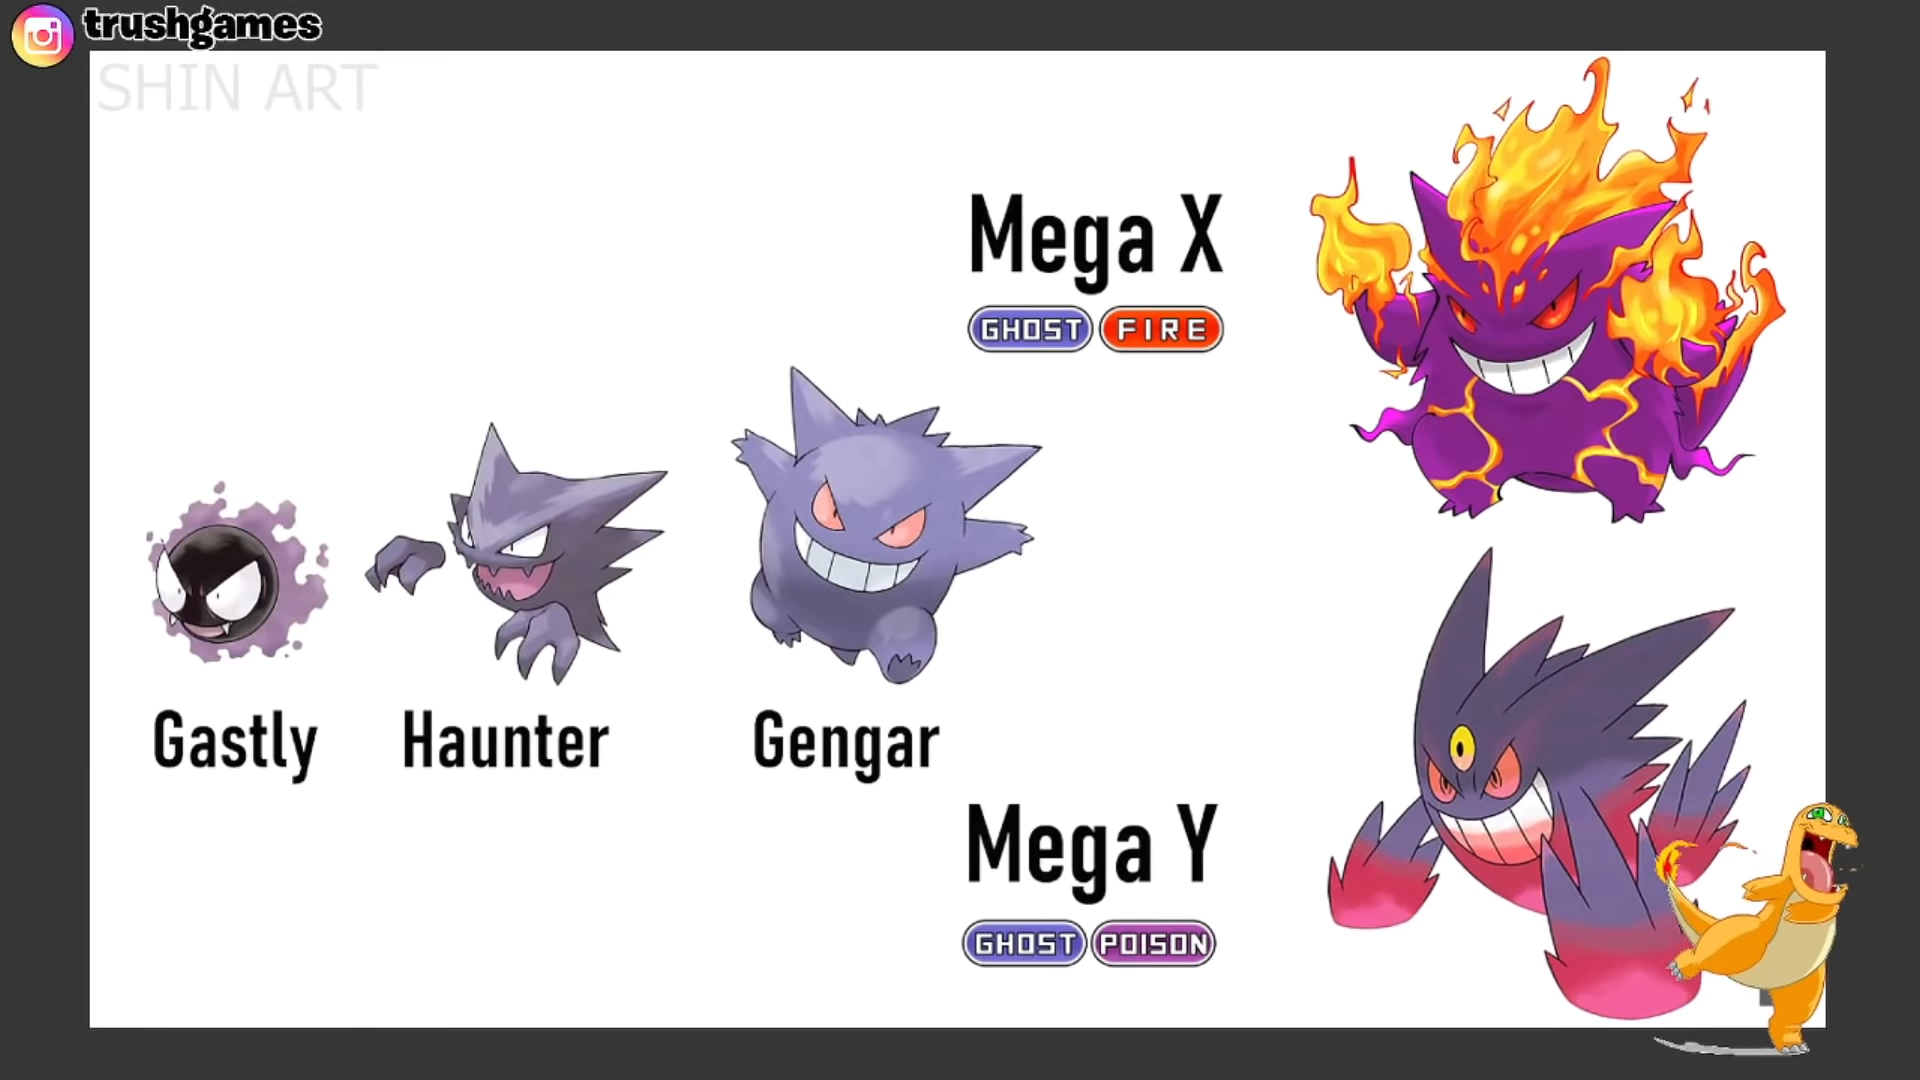 trushgames
SHIN ART
Mega X
GHOST FIRE
Gastly
Haunter
Gengar
Mega Y
GHOST POISON